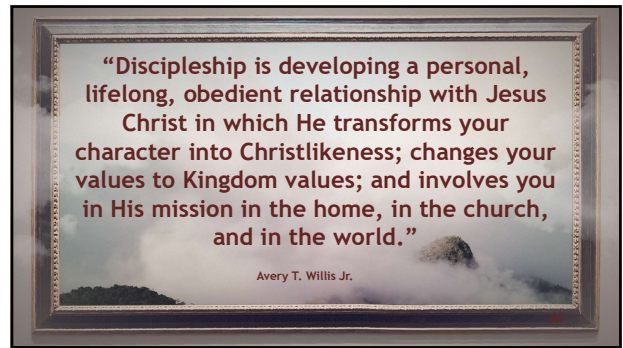 “Discipleship is developing a personal,
lifelong, obedient relationship with Jesus
Christ in which He transforms your
character into Christlikeness; changes your
values to Kingdom values; and involves you
in His mission in the home, in the church,
and in the world.”
Avery T. Willis Jr.